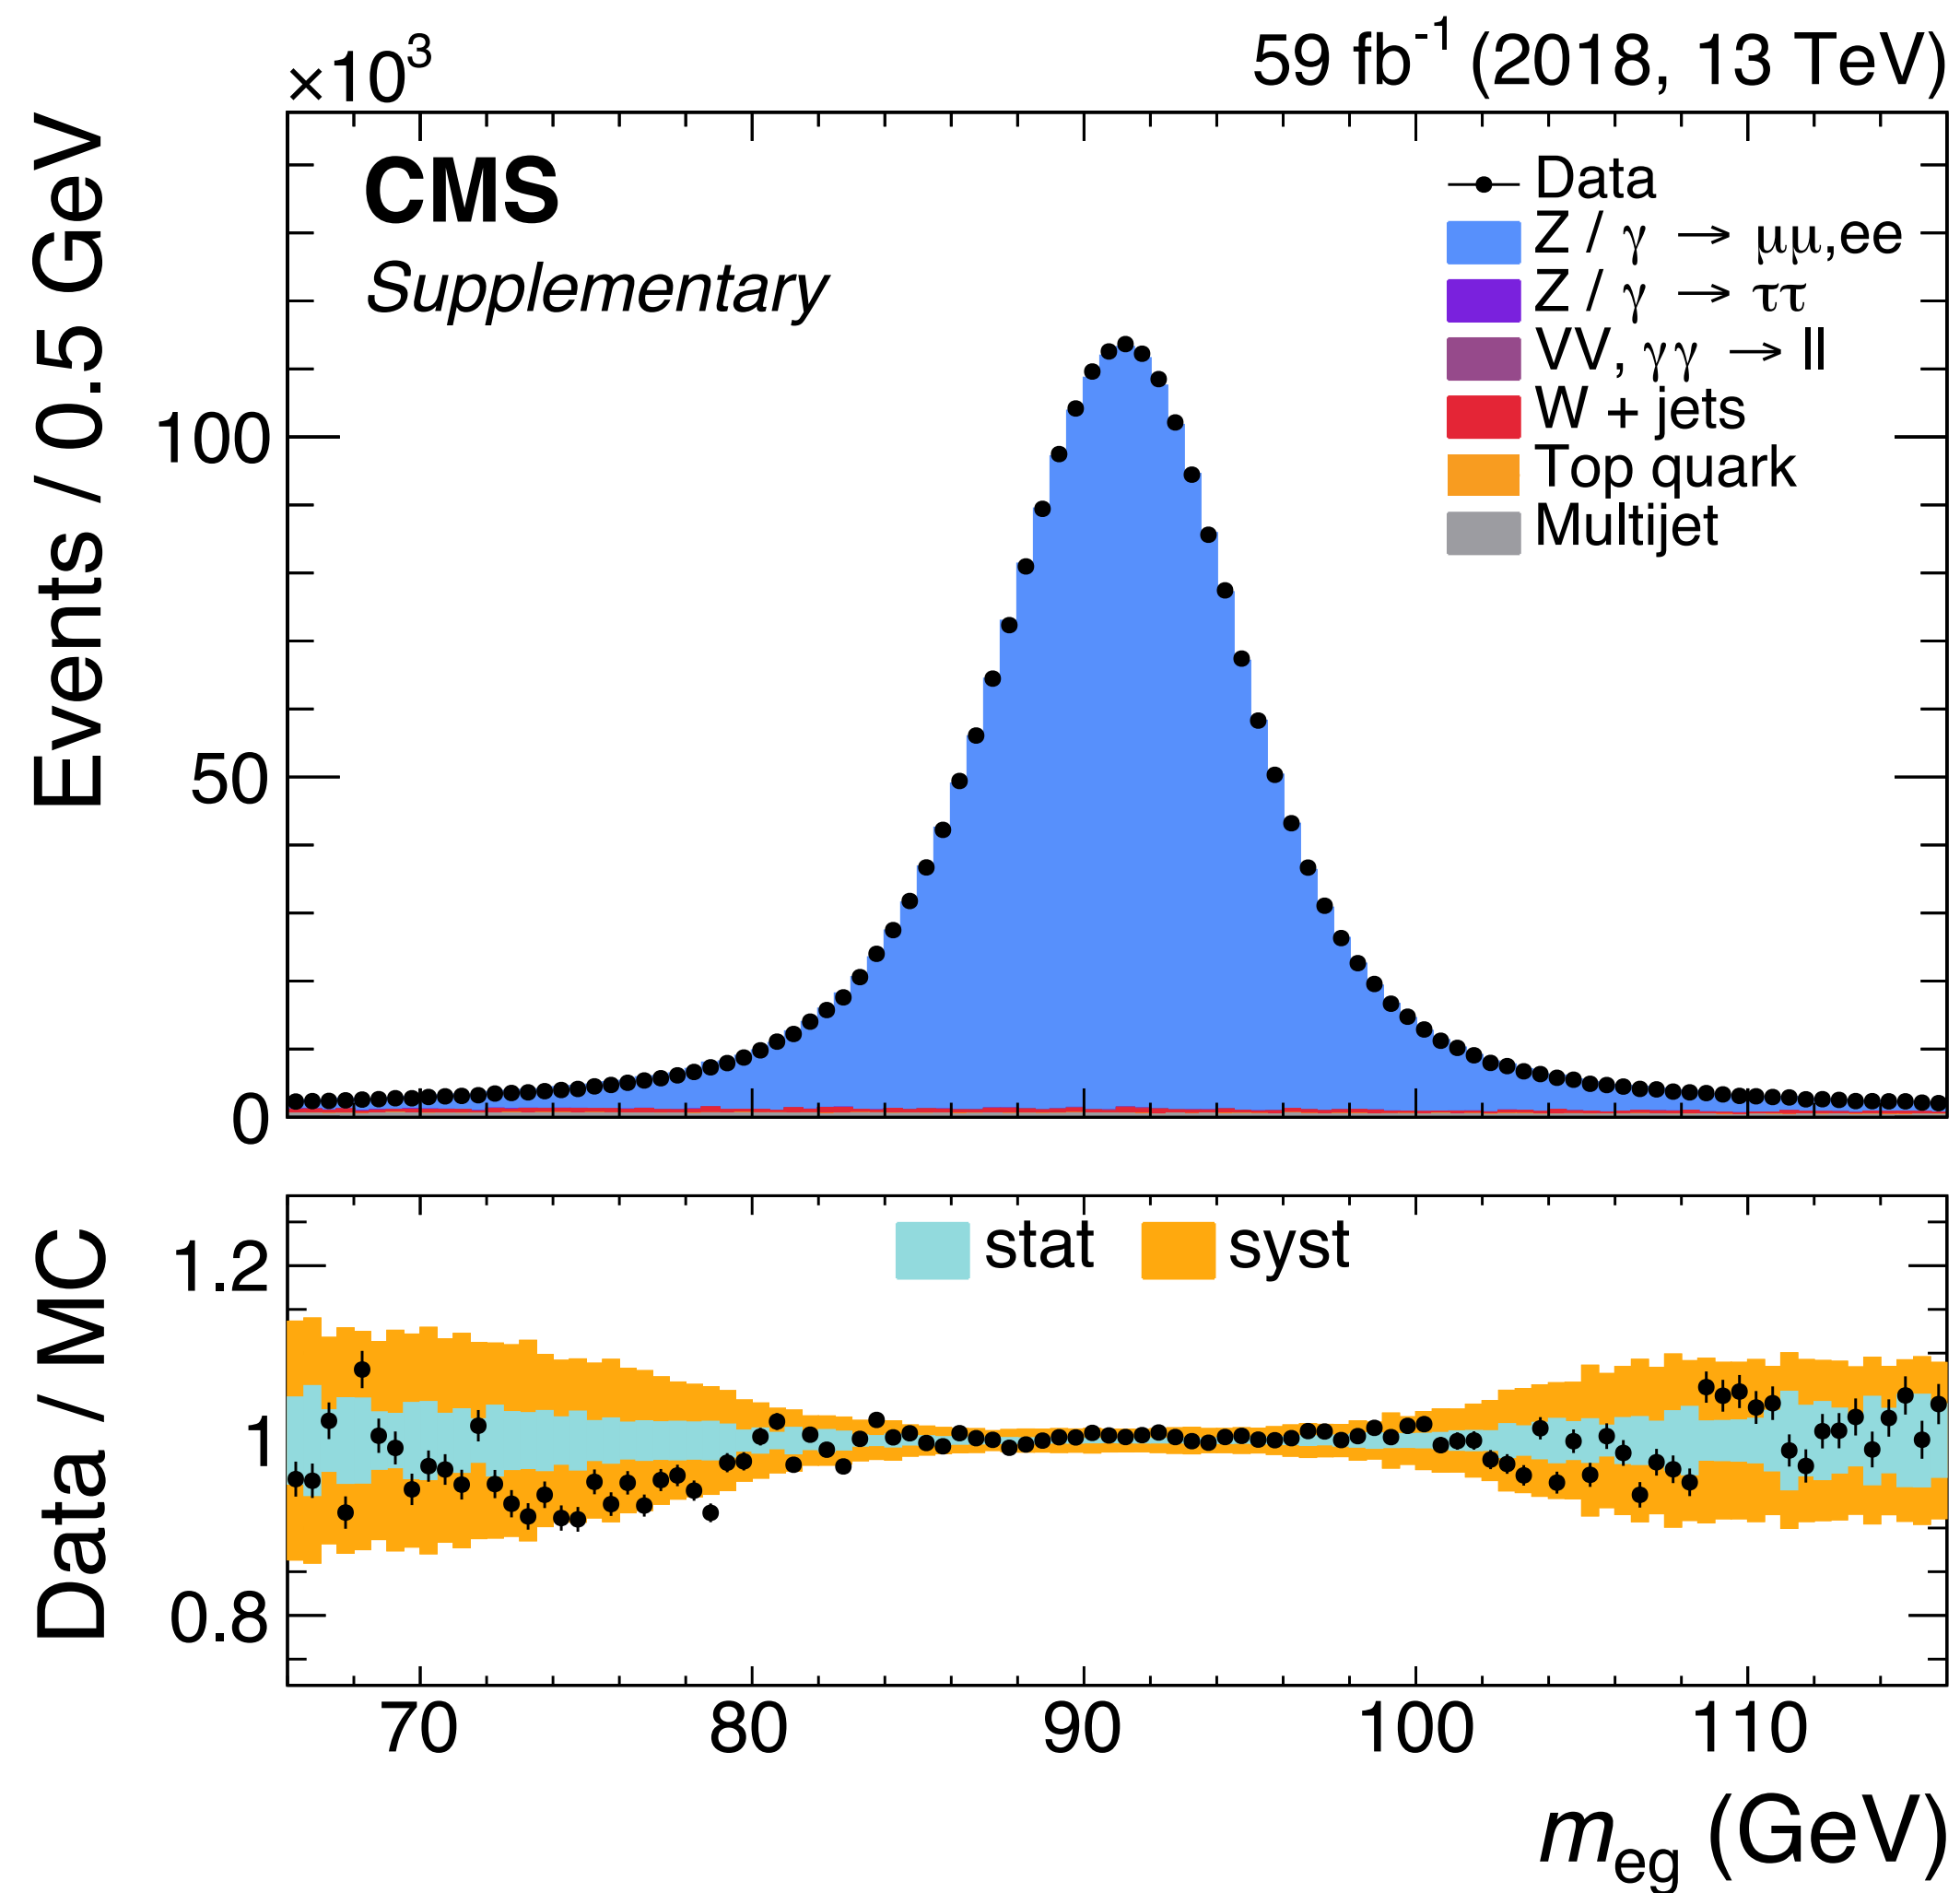 ×10³ 59 fb⁻¹ (2018, 13 TeV)
CMS
Supplementary
Data
Z / γ → μμ,ee
Z / γ → ττ
VV, γγ → ll
W + jets
Top quark
Multijet
Events / 0.5 GeV
100
50
0
stat syst
Data / MC
1.2
1
0.8
70 80 90 100 110
m_eg (GeV)